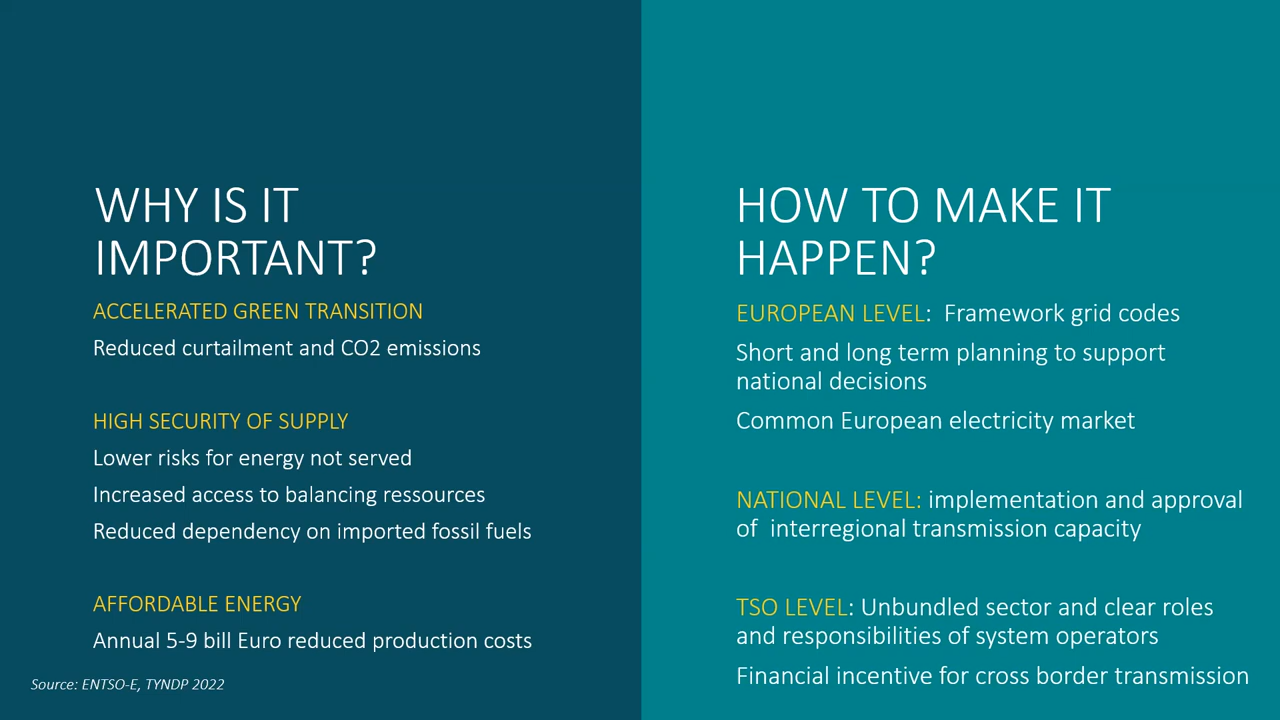 WHY IS IT
IMPORTANT?
ACCELERATED GREEN TRANSITION
Reduced curtailment and CO2 emissions
HIGH SECURITY OF SUPPLY
Lower risks for energy not served
Increased access to balancing ressources
Reduced dependency on imported fossil fuels
AFFORDABLE ENERGY
Annual 5-9 bill Euro reduced production costs
Source: ENTSO-E, TYNDP 2022
HOW TO MAKE IT
HAPPEN?
EUROPEAN LEVEL:  Framework grid codes
Short and long term planning to support
national decisions
Common European electricity market
NATIONAL LEVEL: implementation and approval
of  interregional transmission capacity
TSO LEVEL: Unbundled sector and clear roles
and responsibilities of system operators
Financial incentive for cross border transmission